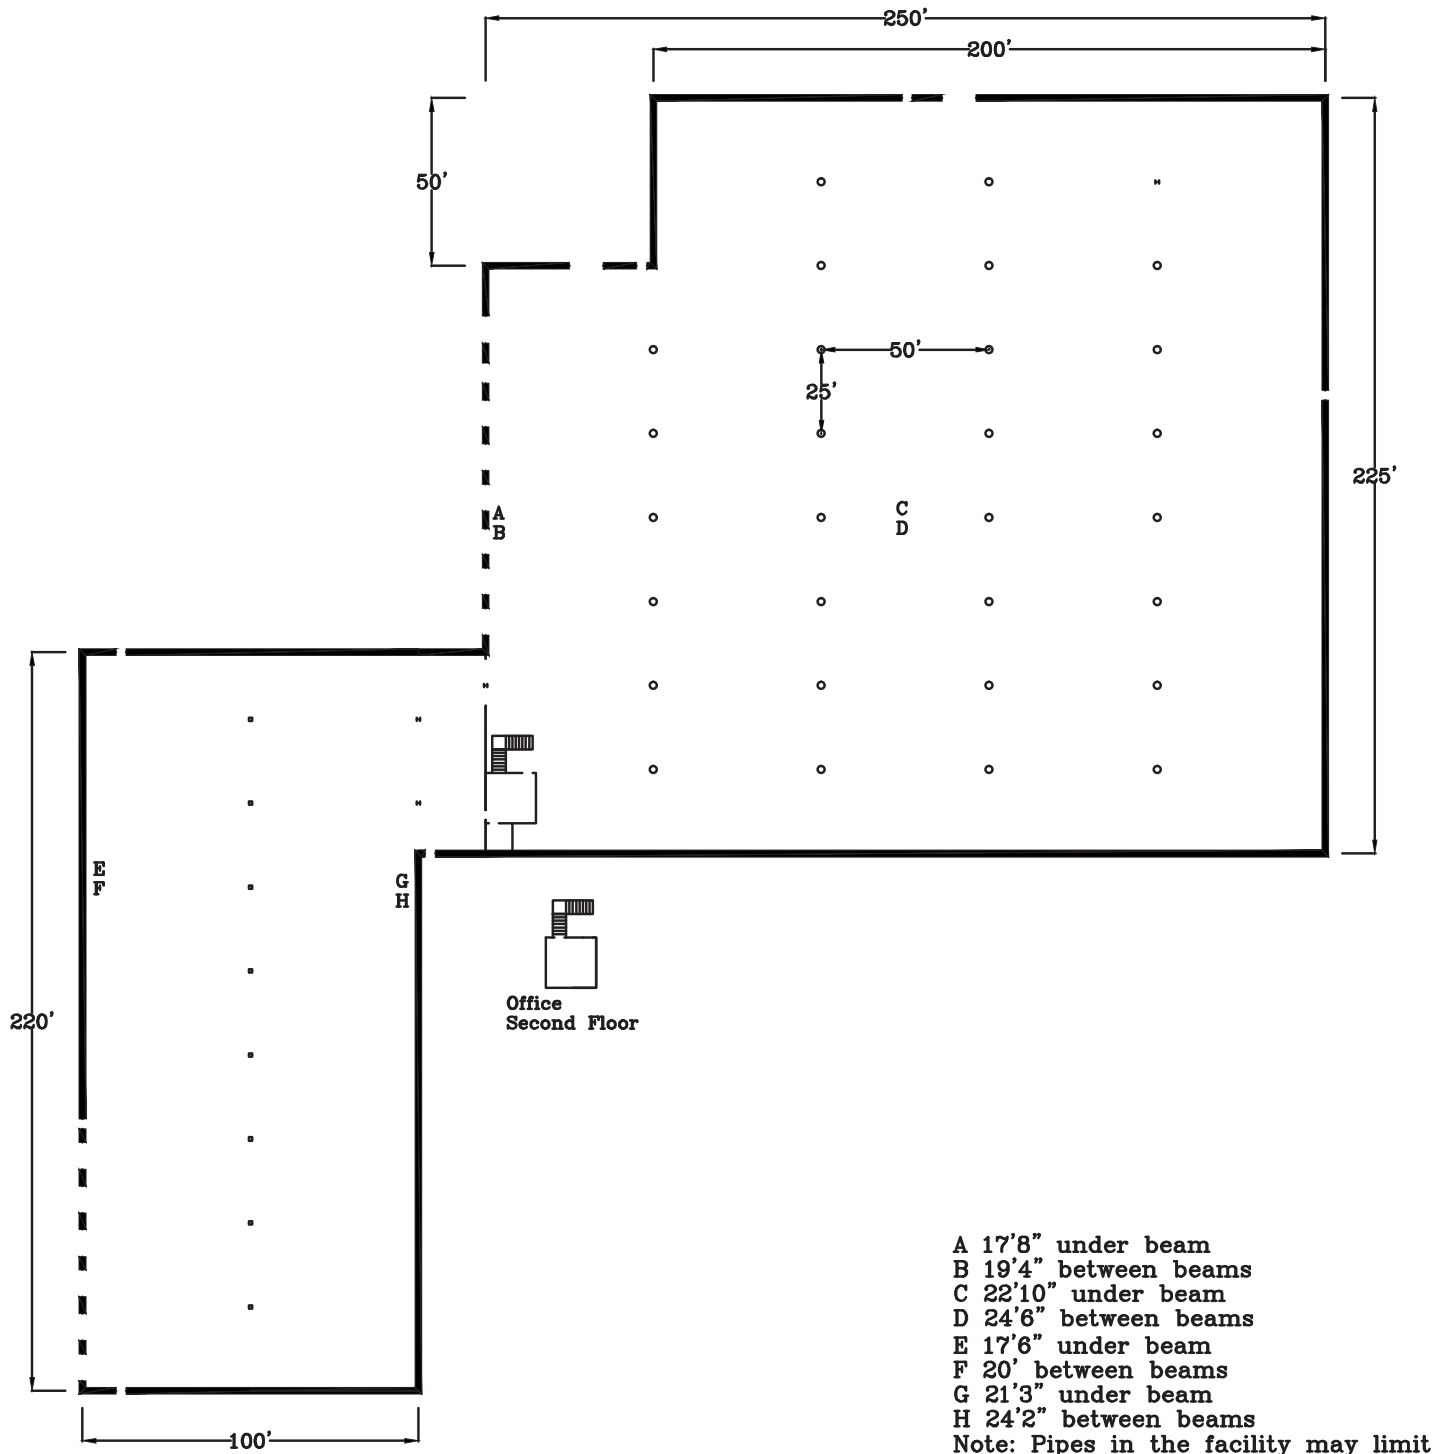 250'
200'
50'
50'
25'
225'
A
B
C
D
E
F
G
H
220'
Office
Second Floor
100'
A 17'8" under beam
B 19'4" between beams
C 22'10" under beam
D 24'6" between beams
E 17'6" under beam
F 20' between beams
G 21'3" under beam
H 24'2" between beams
Note: Pipes in the facility may limit